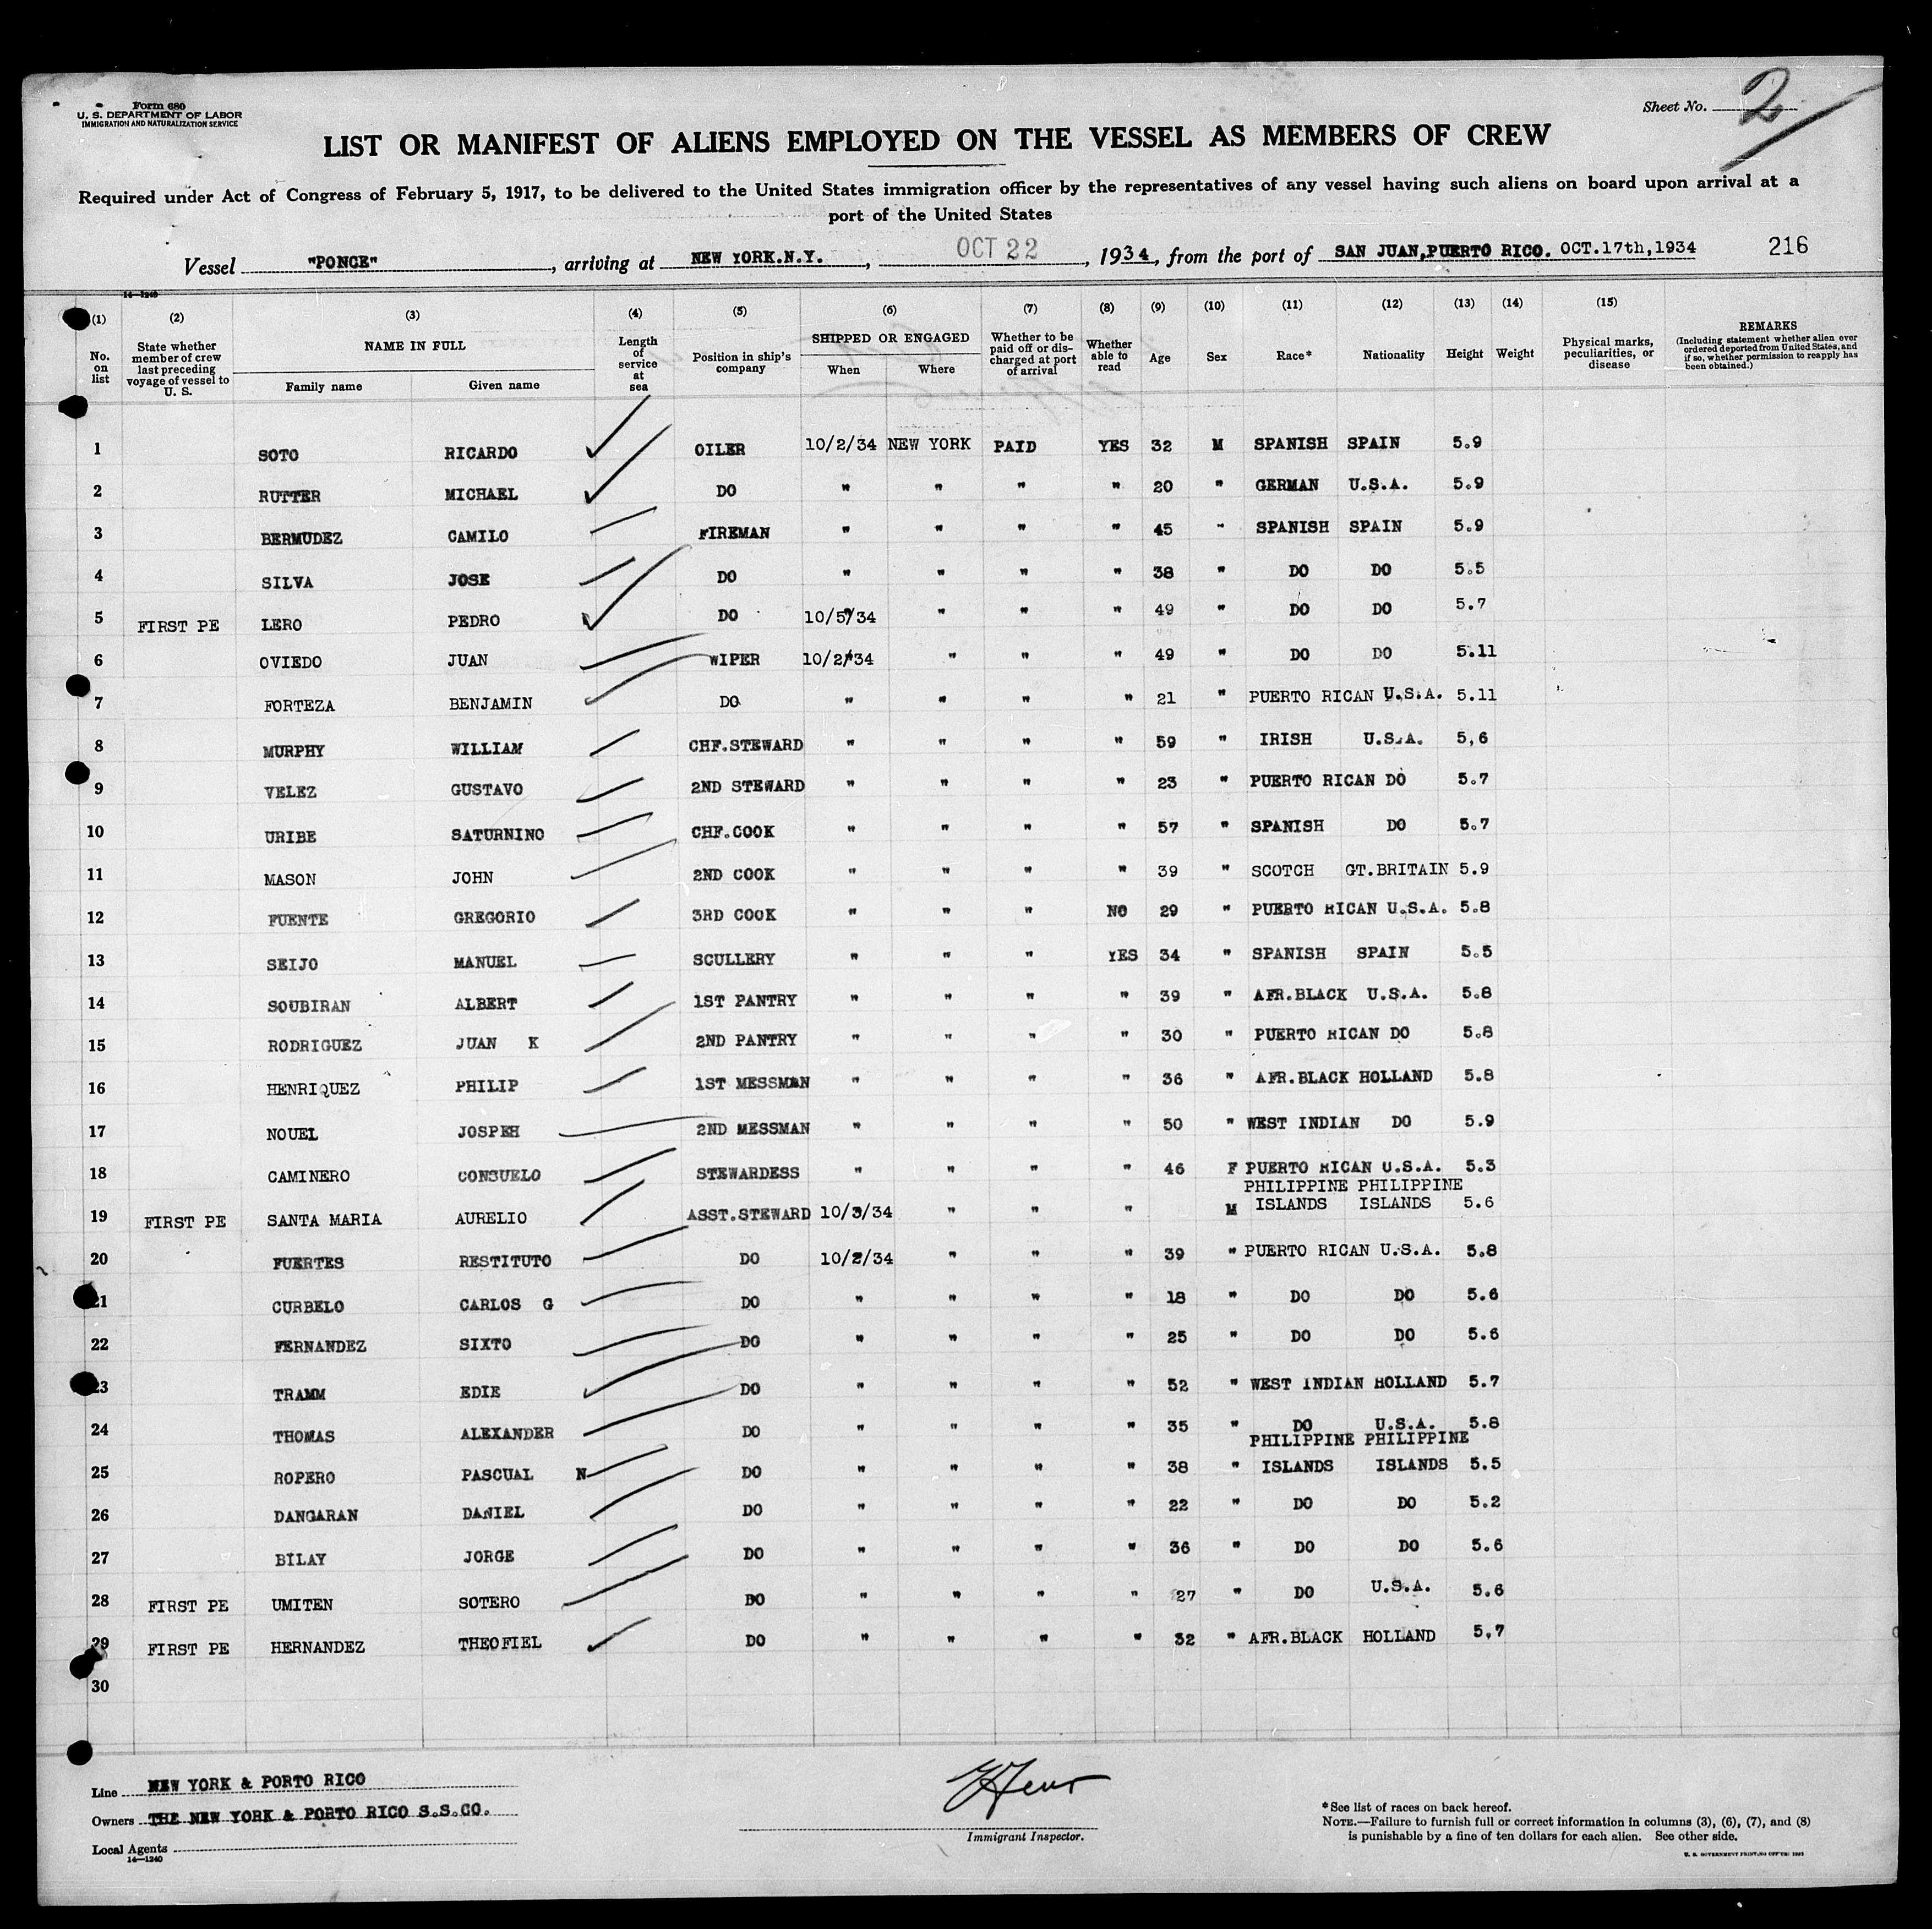 Form 680
U. S. DEPARTMENT OF LABOR
IMMIGRATION AND NATURALIZATION SERVICE
Sheet No. 2
LIST OR MANIFEST OF ALIENS EMPLOYED ON THE VESSEL AS MEMBERS OF CREW
Required under Act of Congress of February 5, 1917, to be delivered to the United States immigration officer by the representatives of any vessel having such aliens on board upon arrival at a
port of the United States
Vessel "PONCE", arriving at NEW YORK.N.Y., OCT 22, 1934, from the port of SAN JUAN,PUERTO RICO. OCT.17th,1934 216
14—1240
(1) (2) (3) (4) (5) (6) (7) (8) (9) (10) (11) (12) (13) (14) (15)
No. on list
State whether member of crew last preceding voyage of vessel to U. S.
NAME IN FULL
Family name Given name
Length of service at sea
Position in ship's company
SHIPPED OR ENGAGED
When Where
Whether to be paid off or discharged at port of arrival
Whether able to read
Age
Sex
Race*
Nationality
Height
Weight
Physical marks, peculiarities, or disease
REMARKS
(Including statement whether alien ever ordered deported from United States, and if so, whether permission to reapply has been obtained.)
1 SOTO RICARDO OILER 10/2/34 NEW YORK PAID YES 32 M SPANISH SPAIN 5.9
2 RUTTER MICHAEL DO " " " " 20 " GERMAN U.S.A. 5.9
3 BERMUDEZ CAMILO FIREMAN " " " " 45 " SPANISH SPAIN 5.9
4 SILVA JOSE DO " " " " 38 " DO DO 5.5
5 FIRST PE LERO PEDRO DO 10/5/34 " " " 49 " DO DO 5.7
6 OVIEDO JUAN WIPER 10/2/34 " " " 49 " DO DO 5.11
7 FORTEZA BENJAMIN DO " " " " 21 " PUERTO RICAN U.S.A. 5.11
8 MURPHY WILLIAM CHF.STEWARD " " " " 59 " IRISH U.S.A. 5,6
9 VELEZ GUSTAVO 2ND STEWARD " " " " 23 " PUERTO RICAN DO 5.7
10 URIBE SATURNINO CHF.COOK " " " " 57 " SPANISH DO 5.7
11 MASON JOHN 2ND COOK " " " " 39 " SCOTCH GT.BRITAIN 5.9
12 FUENTE GREGORIO 3RD COOK " " " NO 29 " PUERTO RICAN U.S.A. 5.8
13 SEIJO MANUEL SCULLERY " " " YES 34 " SPANISH SPAIN 5.5
14 SOUBIRAN ALBERT 1ST PANTRY " " " " 39 " AFR.BLACK U.S.A. 5.8
15 RODRIGUEZ JUAN K 2ND PANTRY " " " " 30 " PUERTO RICAN DO 5.8
16 HENRIQUEZ PHILIP 1ST MESSMAN " " " " 36 " AFR.BLACK HOLLAND 5.8
17 NOUEL JOSPEH 2ND MESSMAN " " " " 50 " WEST INDIAN DO 5.9
18 CAMINERO CONSUELO STEWARDESS " " " " 46 F PUERTO RICAN U.S.A. 5.3
PHILIPPINE PHILIPPINE
19 FIRST PE SANTA MARIA AURELIO ASST.STEWARD 10/3/34 " " " M ISLANDS ISLANDS 5.6
20 FUERTES RESTITUTO DO 10/2/34 " " " 39 " PUERTO RICAN U.S.A. 5.8
21 CURBELO CARLOS G DO " " " " 18 " DO DO 5.6
22 FERNANDEZ SIXTO DO " " " " 25 " DO DO 5.6
23 TRAMM EDIE DO " " " " 52 " WEST INDIAN HOLLAND 5.7
24 THOMAS ALEXANDER DO " " " " 35 " DO U.S.A. 5.8
PHILIPPINE PHILIPPINE
25 ROPERO PASCUAL N DO " " " " 38 " ISLANDS ISLANDS 5.5
26 DANGARAN DANIEL DO " " " " 22 " DO DO 5.2
27 BILAY JORGE DO " " " " 36 " DO DO 5.6
28 FIRST PE UMITEN SOTERO DO " " " " 27 " DO U.S.A. 5.6
29 FIRST PE HERNANDEZ THEOFIEL DO " " " " 32 " AFR.BLACK HOLLAND 5,7
30
Line NEW YORK & PORTO RICO
Owners THE NEW YORK & PORTO RICO S.S.CO.
Local Agents
14—1240
Immigrant Inspector.
*See list of races on back hereof.
NOTE.—Failure to furnish full or correct information in columns (3), (6), (7), and (8)
is punishable by a fine of ten dollars for each alien. See other side.